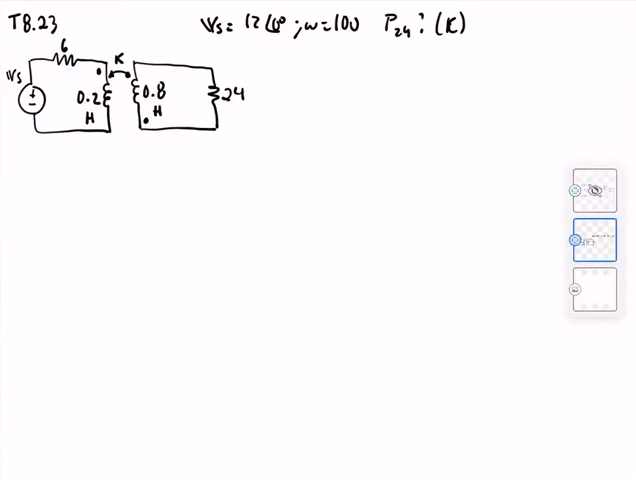 T8.23
𝕍s = 12∠0° ; ω = 100 P₂₄ ? (K)
6
K
𝕍s
+
−
0.2
H
0.8
H
24